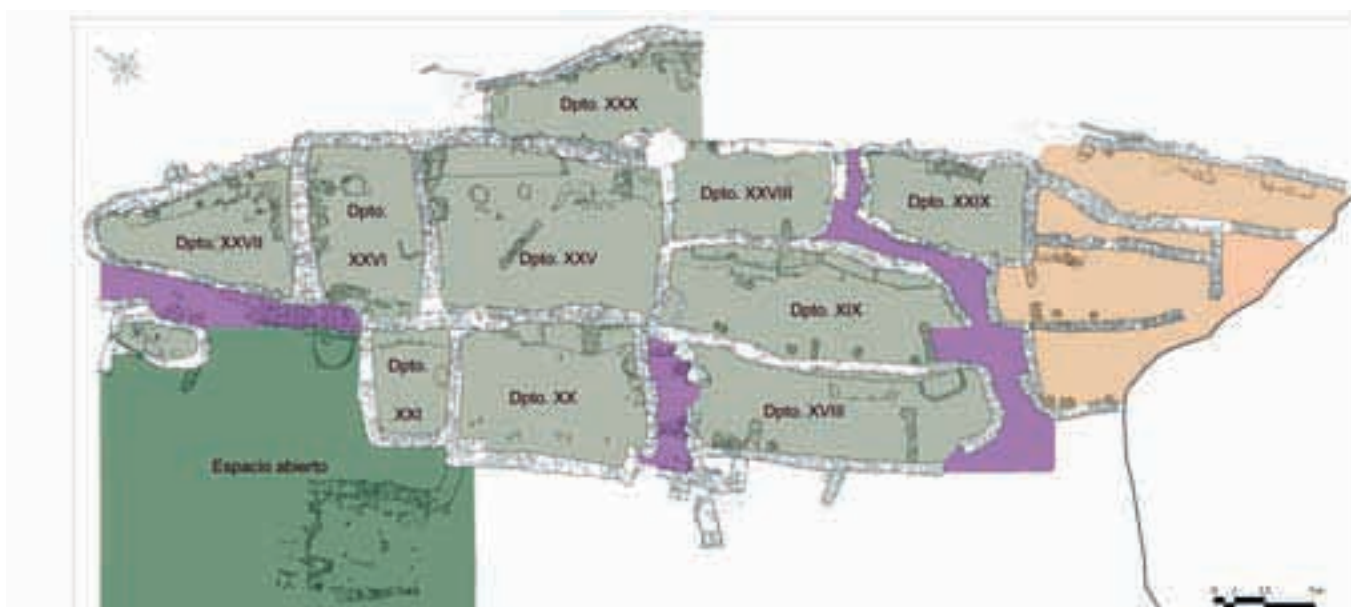 Dpto. XXX
Dpto. XXVIII
Dpto. XXIX
Dpto.
XXVI
Dpto. XXVII
Dpto. XXV
Dpto. XIX
Dpto.
XXI
Dpto. XX
Dpto. XVIII
Espacio abierto